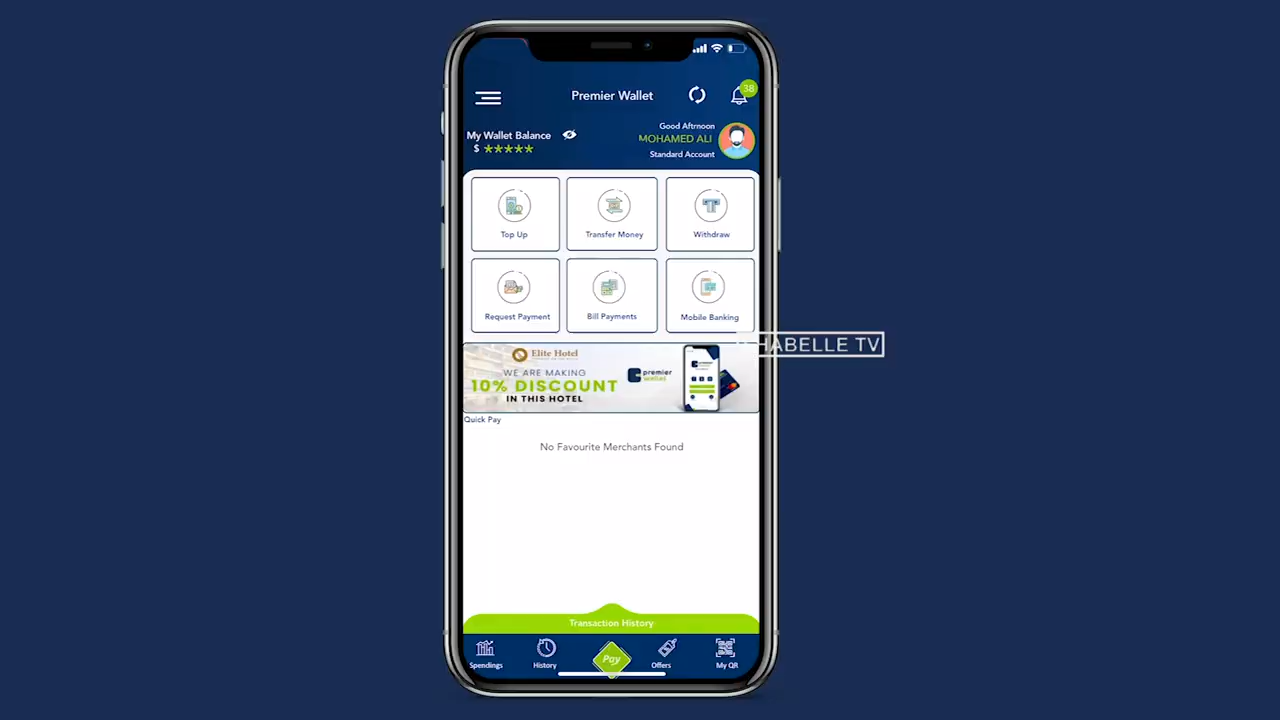 Premier Wallet
38
My Wallet Balance
$ *****
Good Aftrnoon
MOHAMED ALI
Standard Account
Top Up
Transfer Money
Withdraw
Request Payment
Bill Payments
Mobile Banking
HABELLE TV
Elite Hotel
WE ARE MAKING
10% DISCOUNT
IN THIS HOTEL
premier
wallet
Quick Pay
No Favourite Merchants Found
Transaction History
Spendings
History
Pay
Offers
My QR